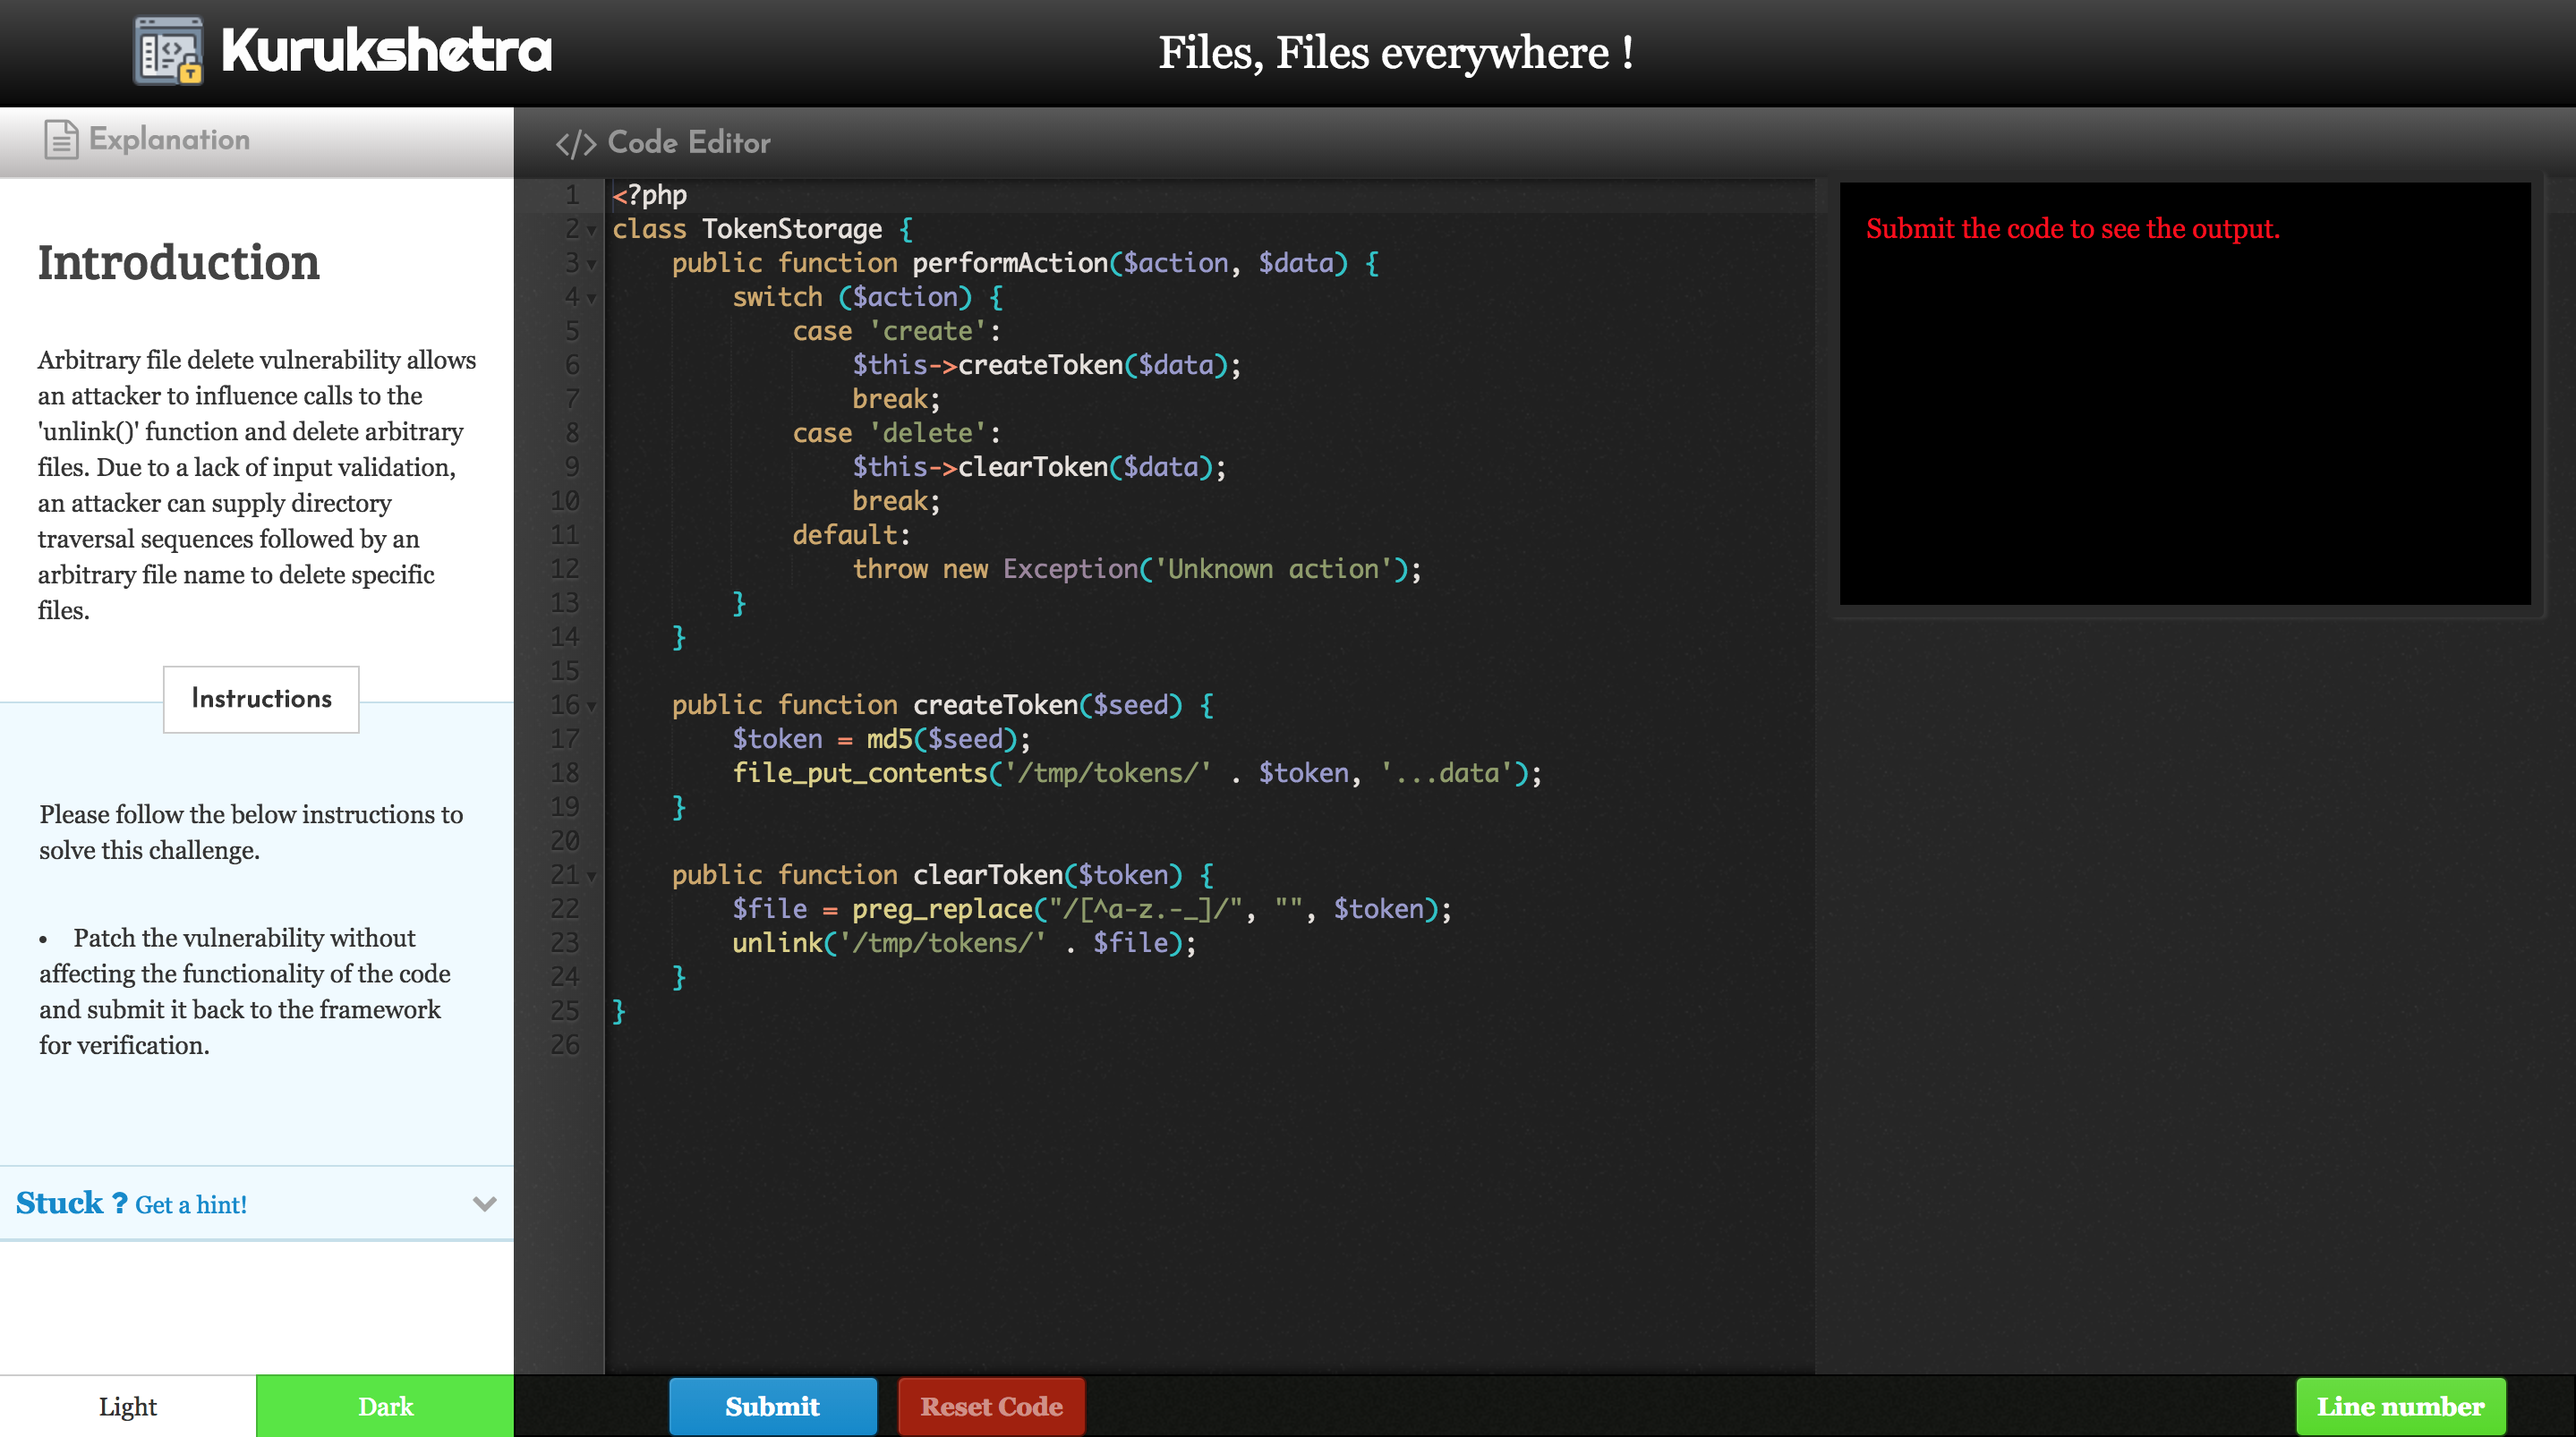 Kurukshetra
Files, Files everywhere !
Explanation
Introduction
Arbitrary file delete vulnerability allows
an attacker to influence calls to the
'unlink()' function and delete arbitrary
files. Due to a lack of input validation,
an attacker can supply directory
traversal sequences followed by an
arbitrary file name to delete specific
files.
Instructions
Please follow the below instructions to
solve this challenge.
• Patch the vulnerability without
affecting the functionality of the code
and submit it back to the framework
for verification.
Stuck ? Get a hint!
Light
Dark
</> Code Editor
1 <?php
2 class TokenStorage {
3     public function performAction($action, $data) {
4         switch ($action) {
5             case 'create':
6                 $this->createToken($data);
7                 break;
8             case 'delete':
9                 $this->clearToken($data);
10                 break;
11             default:
12                 throw new Exception('Unknown action');
13         }
14     }
15
16     public function createToken($seed) {
17         $token = md5($seed);
18         file_put_contents('/tmp/tokens/' . $token, '...data');
19     }
20
21     public function clearToken($token) {
22         $file = preg_replace("/[^a-z.-_]/", "", $token);
23         unlink('/tmp/tokens/' . $file);
24     }
25 }
26
Submit the code to see the output.
Submit
Reset Code
Line number